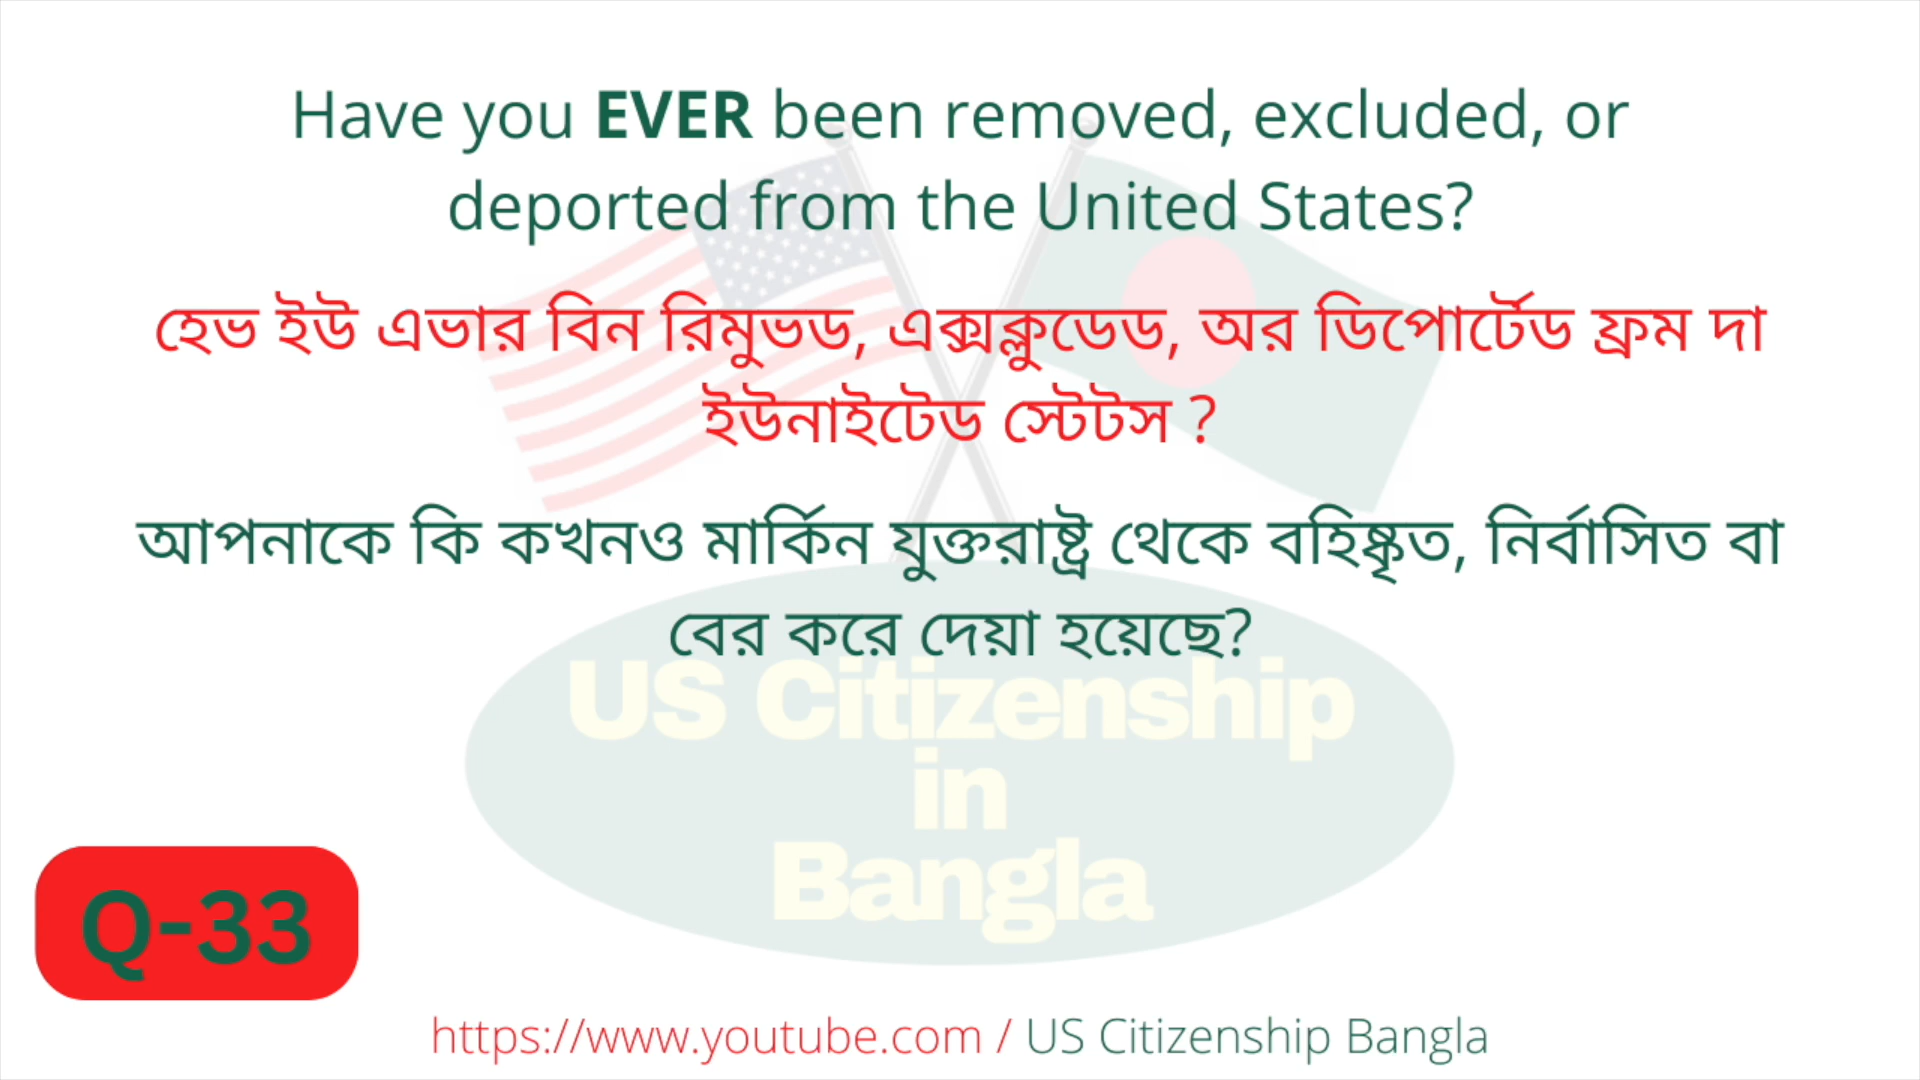 Have you EVER been removed, excluded, or
deported from the United States?
হেভ ইউ এভার বিন রিমুভড, এক্সক্লুডেড, অর ডিপোর্টেড ফ্রম দা
ইউনাইটেড স্টেটস ?
আপনাকে কি কখনও মার্কিন যুক্তরাষ্ট্র থেকে বহিষ্কৃত, নির্বাসিত বা
বের করে দেয়া হয়েছে?
US Citizenship
in
Bangla
Q-33
https://www.youtube.com / US Citizenship Bangla